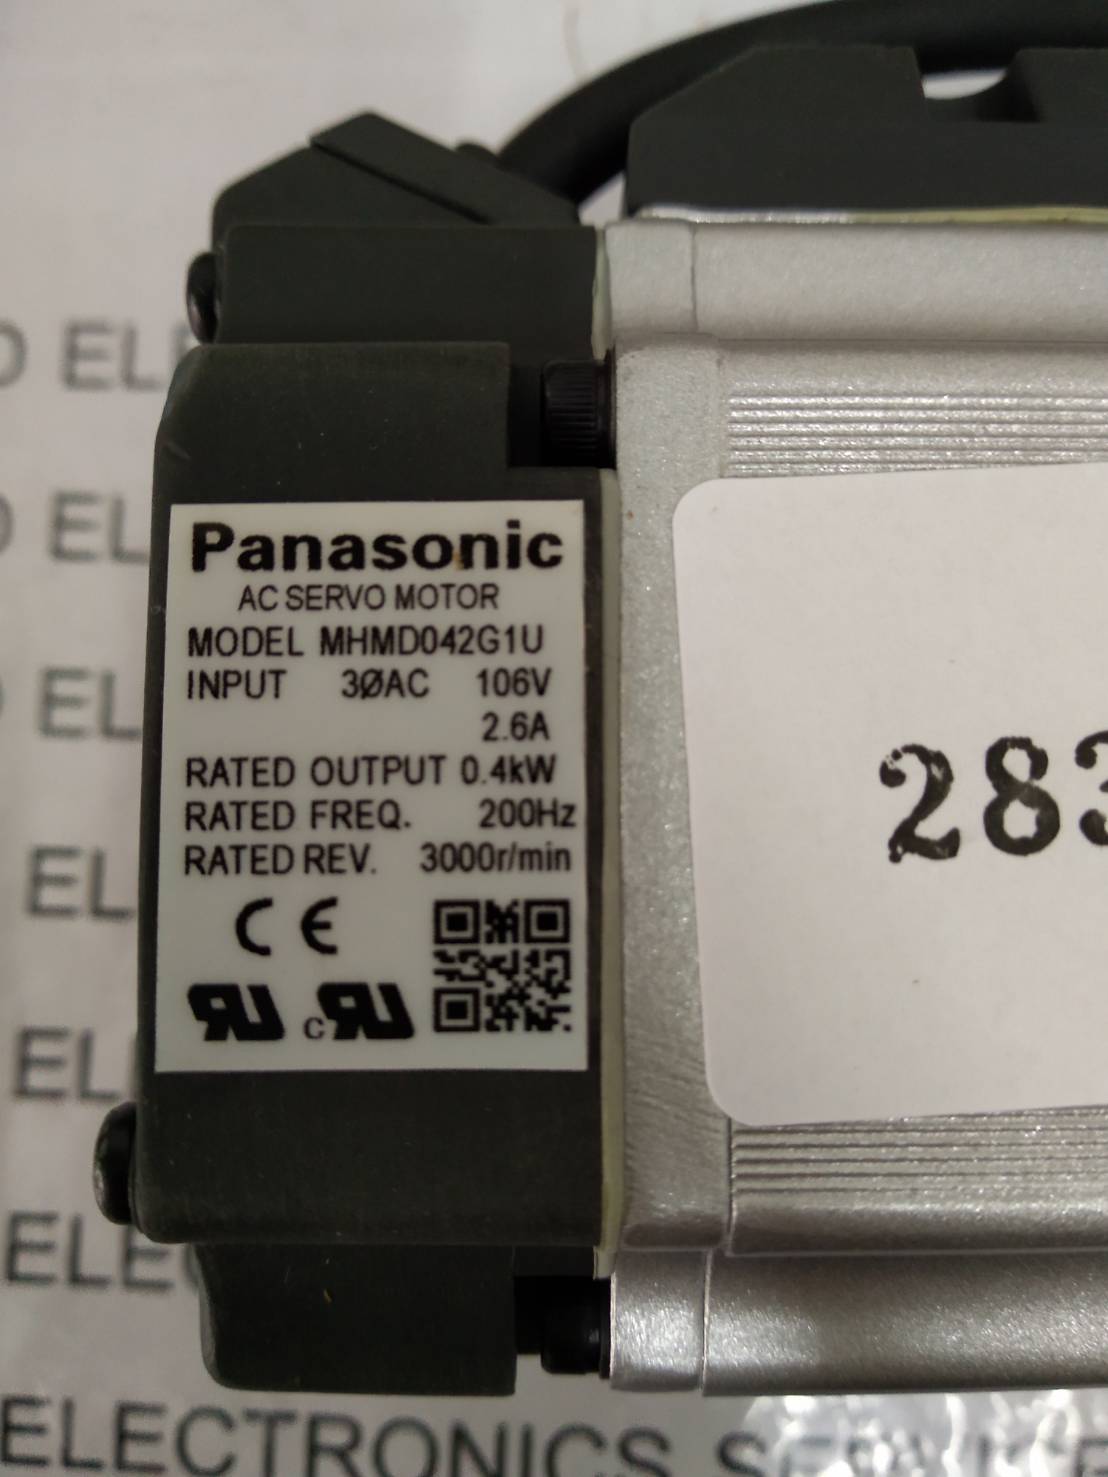 Panasonic
AC SERVO MOTOR
MODEL MHMD042G1U
INPUT 3ØAC 106V
2.6A
RATED OUTPUT 0.4kW
RATED FREQ. 200Hz
RATED REV. 3000r/min
CE
c
283
ELECTRONICS SERVICE